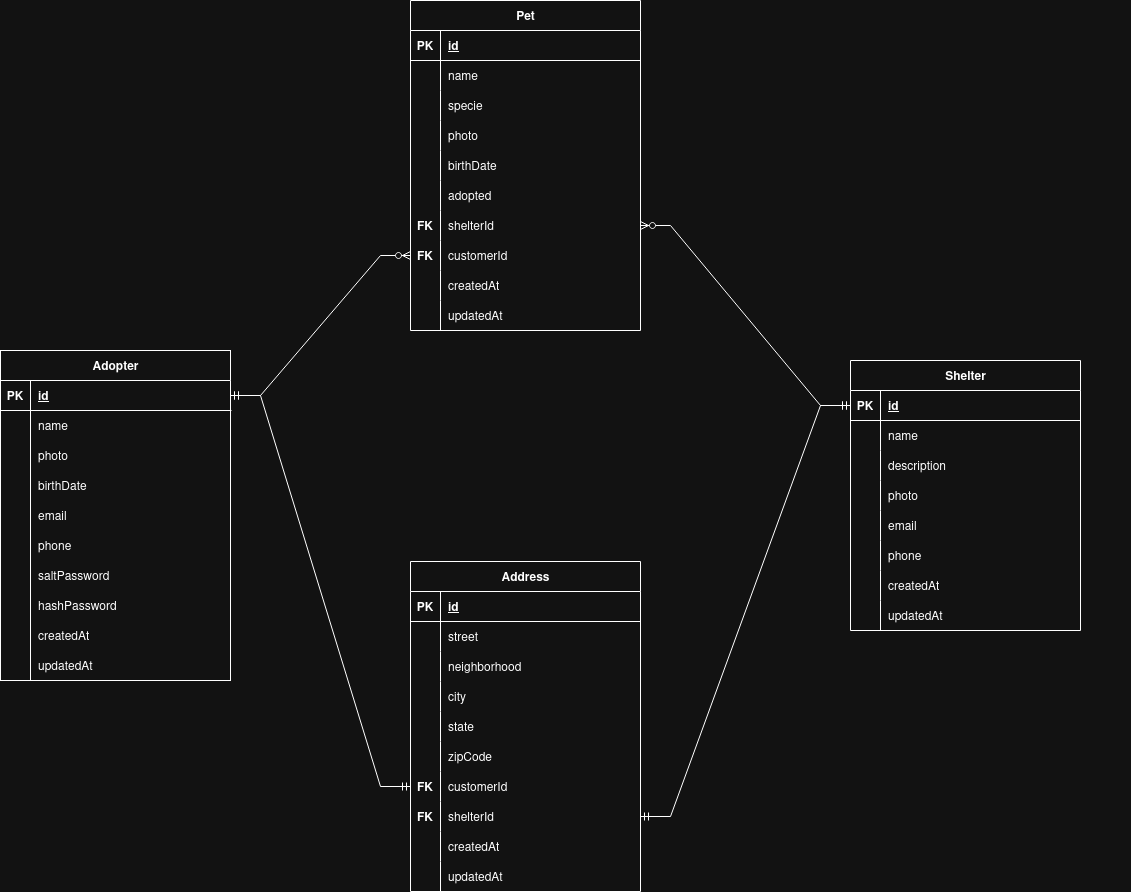 Pet
PK id
name
specie
photo
birthDate
adopted
FK shelterId
FK customerId
createdAt
updatedAt
Adopter
PK id
name
photo
birthDate
email
phone
saltPassword
hashPassword
createdAt
updatedAt
Shelter
PK id
name
description
photo
email
phone
createdAt
updatedAt
Address
PK id
street
neighborhood
city
state
zipCode
FK customerId
FK shelterId
createdAt
updatedAt